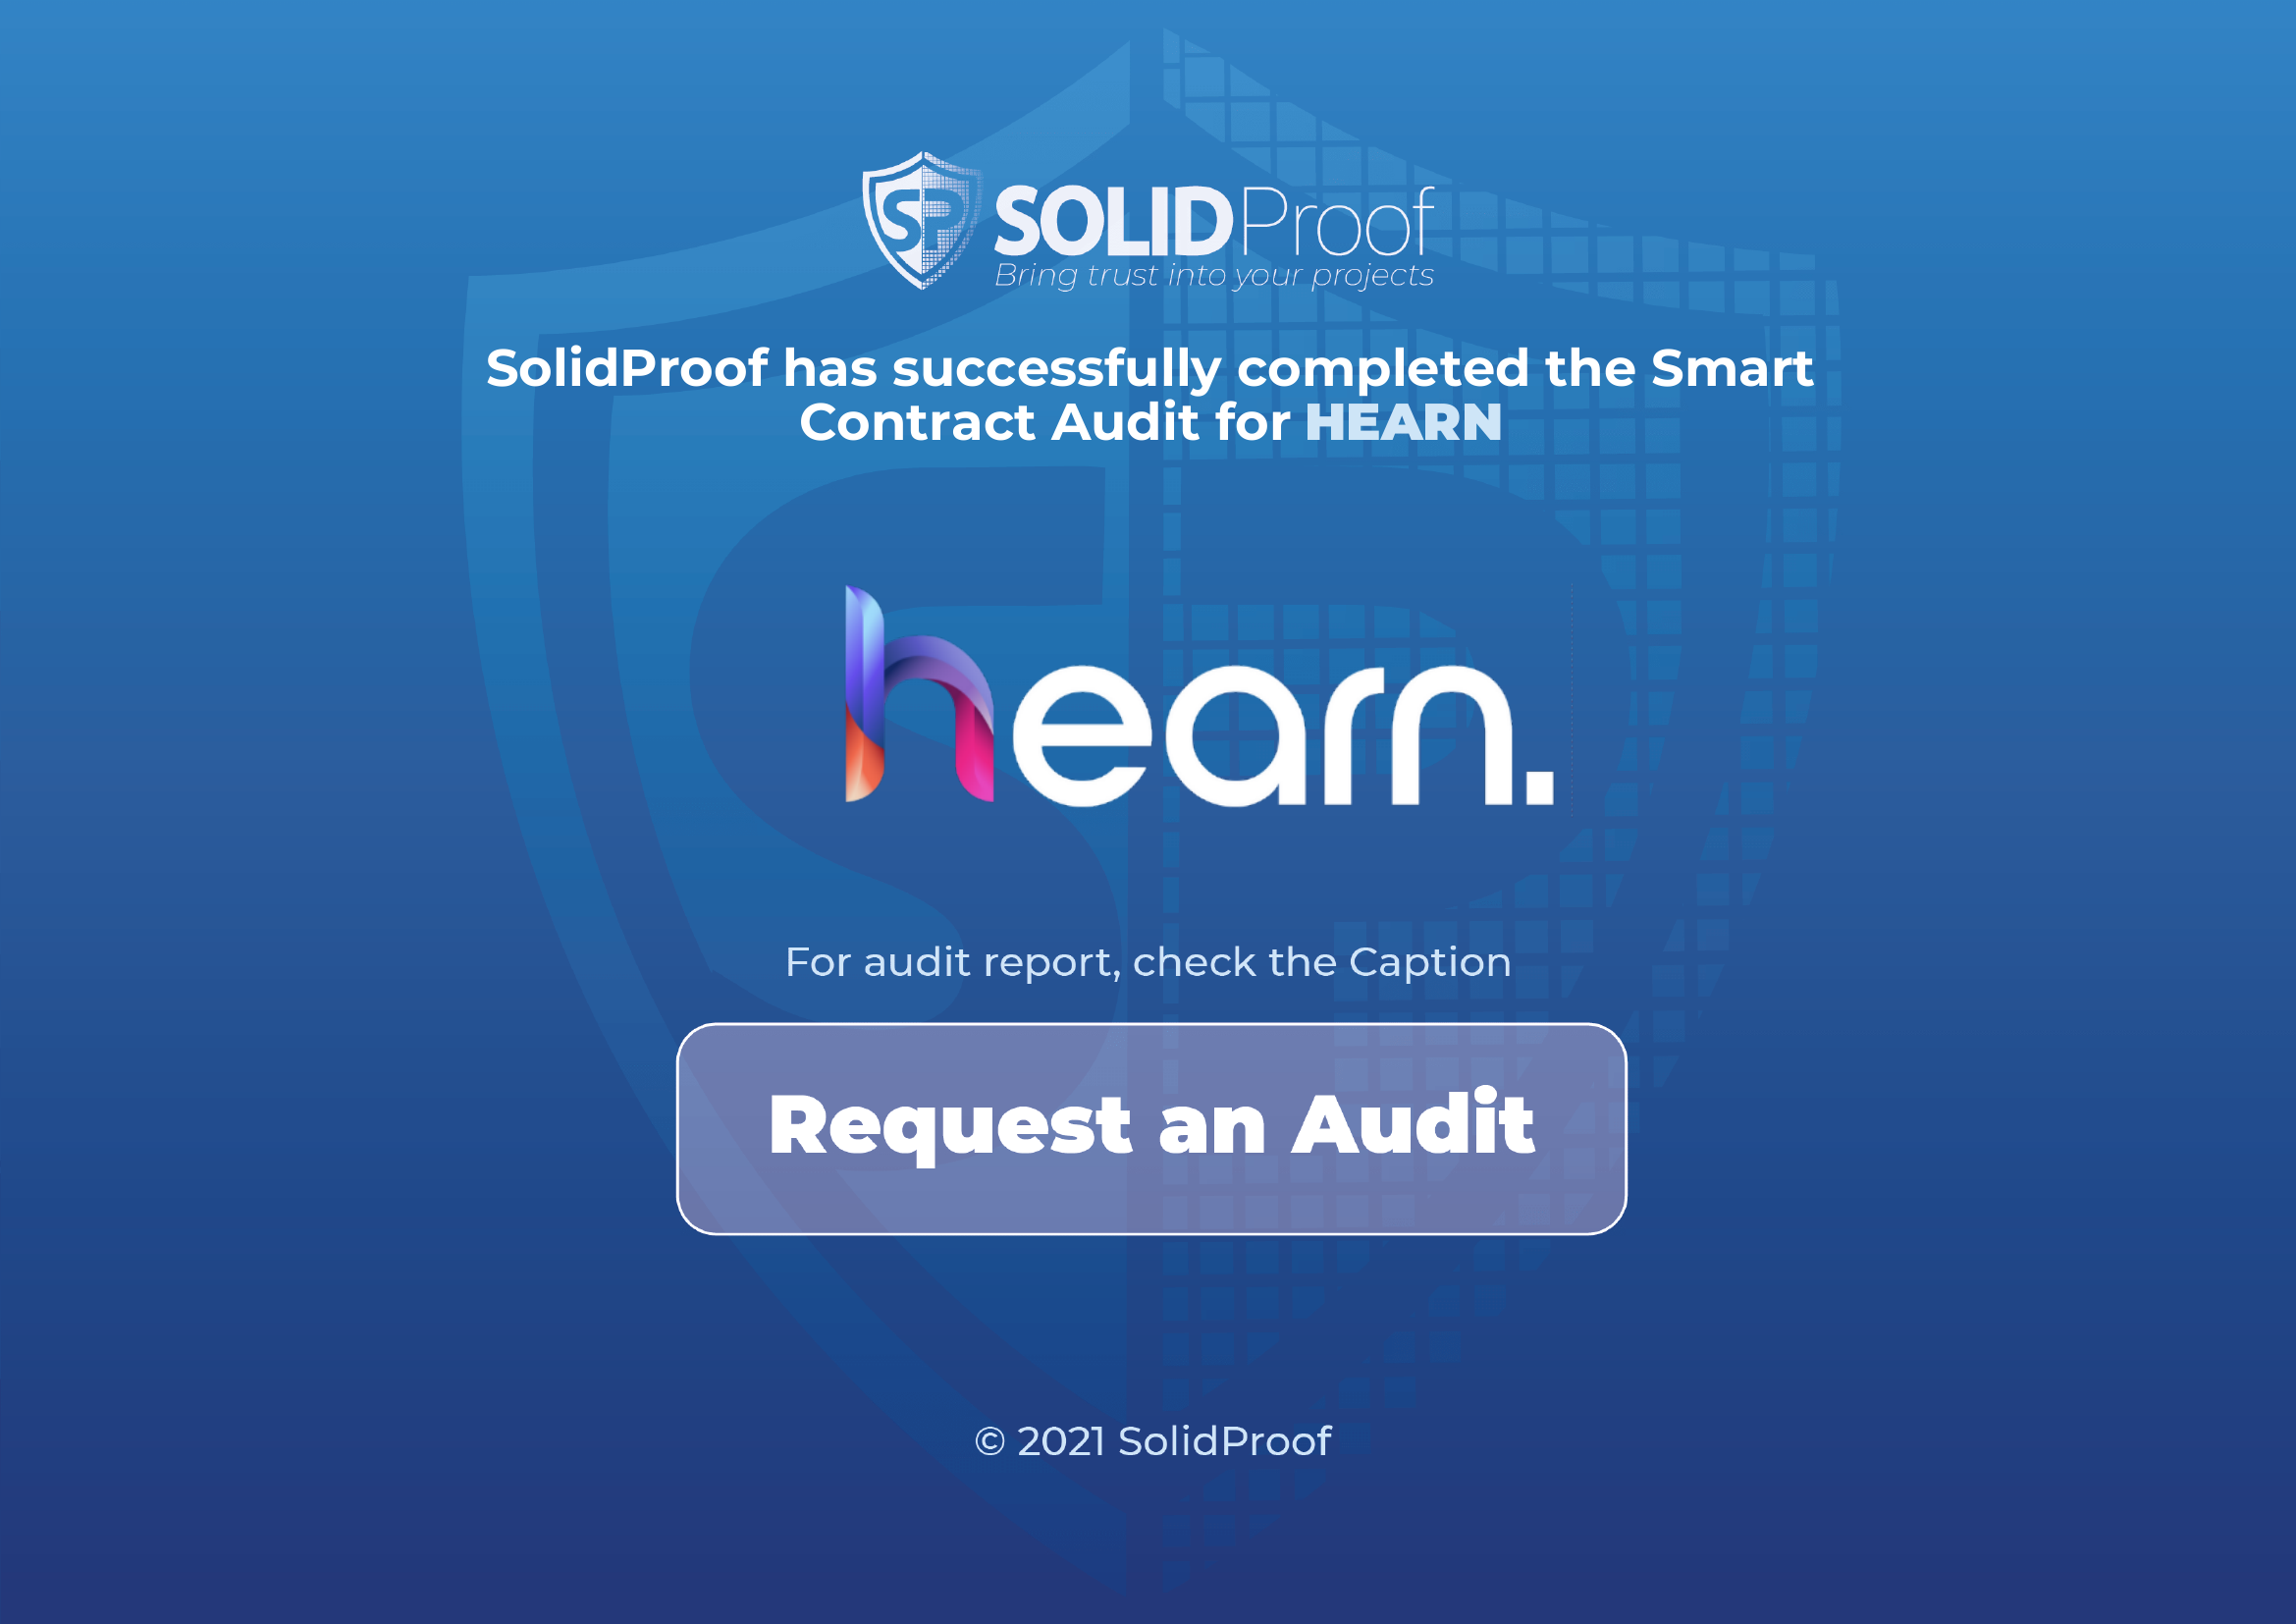 SP SOLIDProof
Bring trust into your projects
SolidProof has successfully completed the Smart
Contract Audit for HEARN
hearn.
For audit report, check the Caption
Request an Audit
© 2021 SolidProof